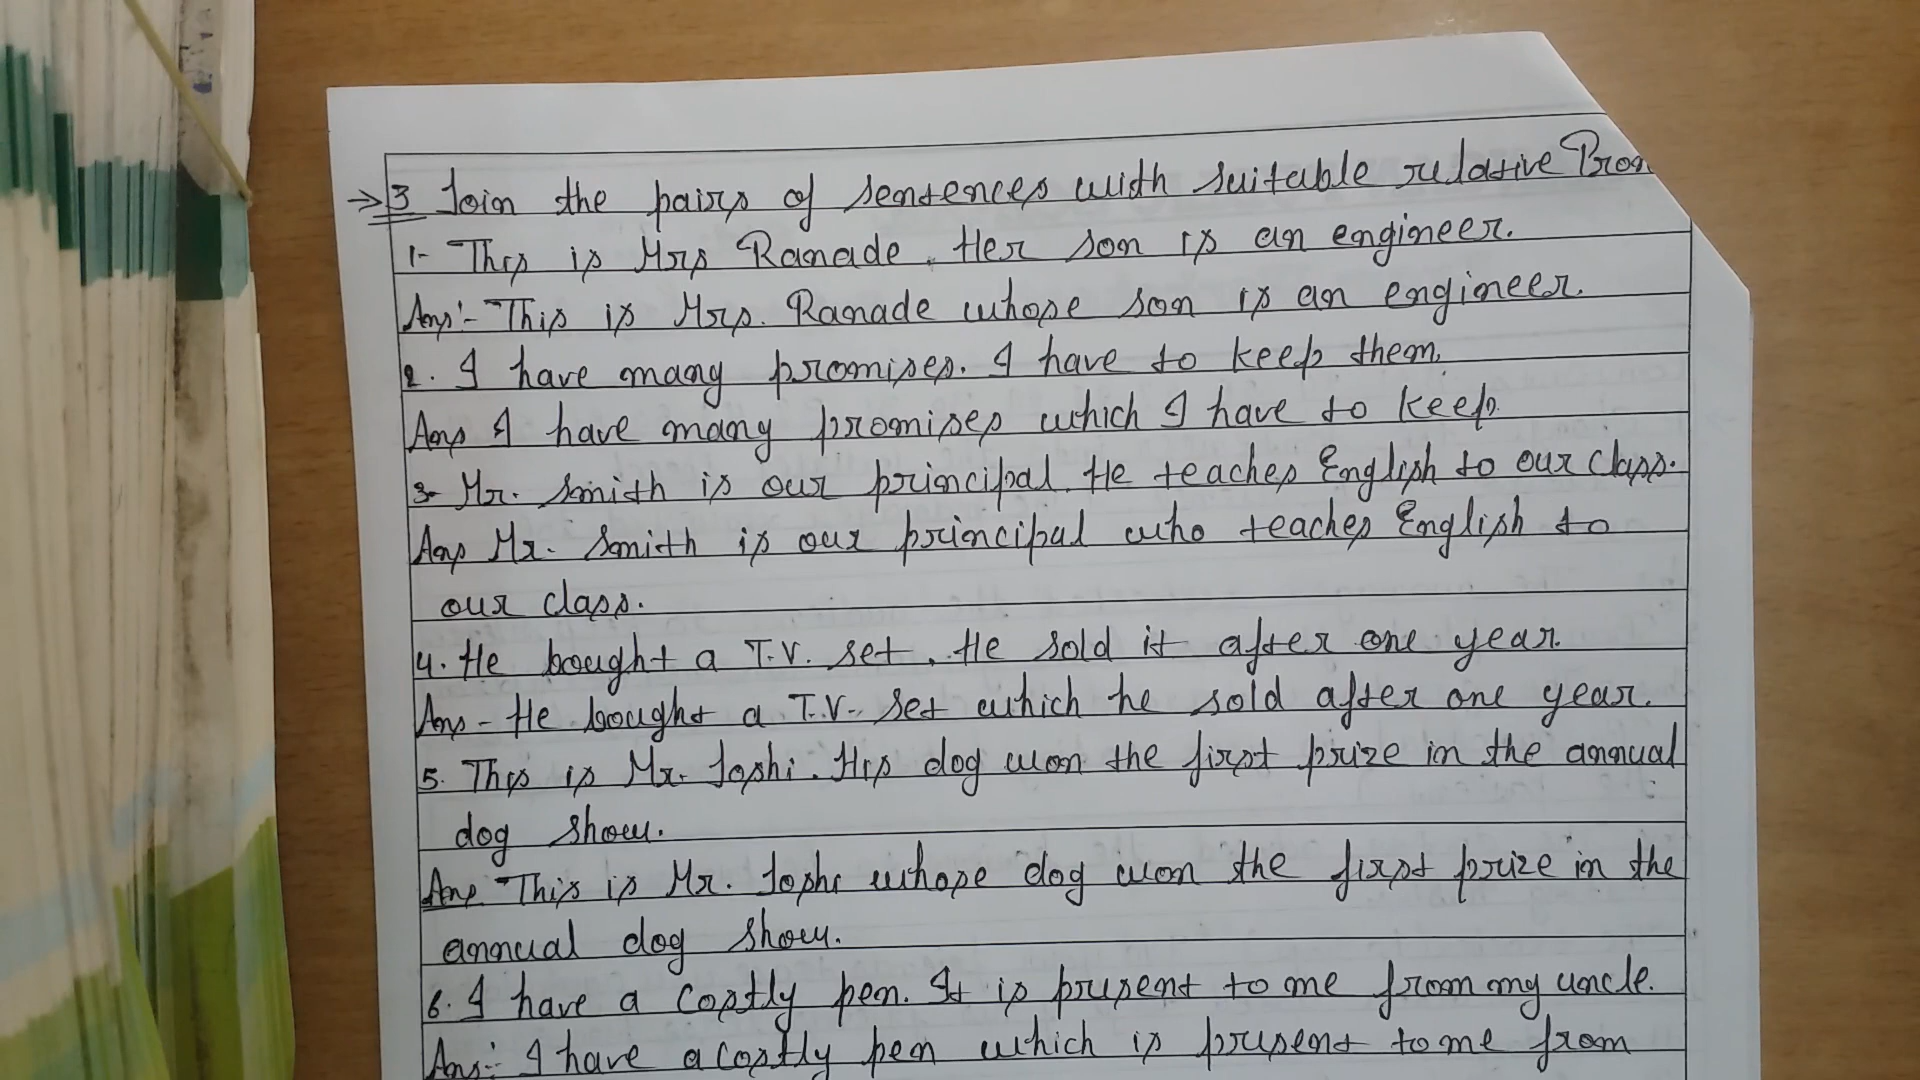 →3 Join the pairs of sentences with suitable relative Pron
1- This is Mrs Ranade. Her son is an engineer.
Ans:- This is Mrs. Ranade whose son is an engineer.
2. I have many promises. I have to keep them.
Ans I have many promises which I have to keep.
3- Mr. Smith is our principal. He teaches English to our class.
Ans Mr. Smith is our principal who teaches English to
our class.
4. He bought a T.V. set. He sold it after one year.
Ans - He bought a T.V. set which he sold after one year.
5. This is Mr. Joshi. His dog won the first prize in the annual
dog show.
Ans This is Mr. Joshi whose dog won the first prize in the
annual dog show.
6. I have a costly pen. It is present to me from my uncle.
Ans:- I have a costly pen which is present to me from